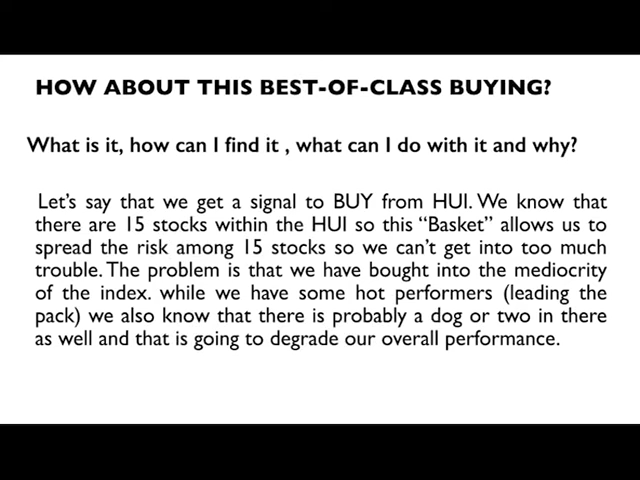 HOW ABOUT THIS BEST-OF-CLASS BUYING?
What is it, how can I find it , what can I do with it and why?
Let's say that we get a signal to BUY from HUI. We know that
there are 15 stocks within the HUI so this “Basket” allows us to
spread the risk among 15 stocks so we can't get into too much
trouble. The problem is that we have bought into the mediocrity
of the index. while we have some hot performers (leading the
pack) we also know that there is probably a dog or two in there
as well and that is going to degrade our overall performance.